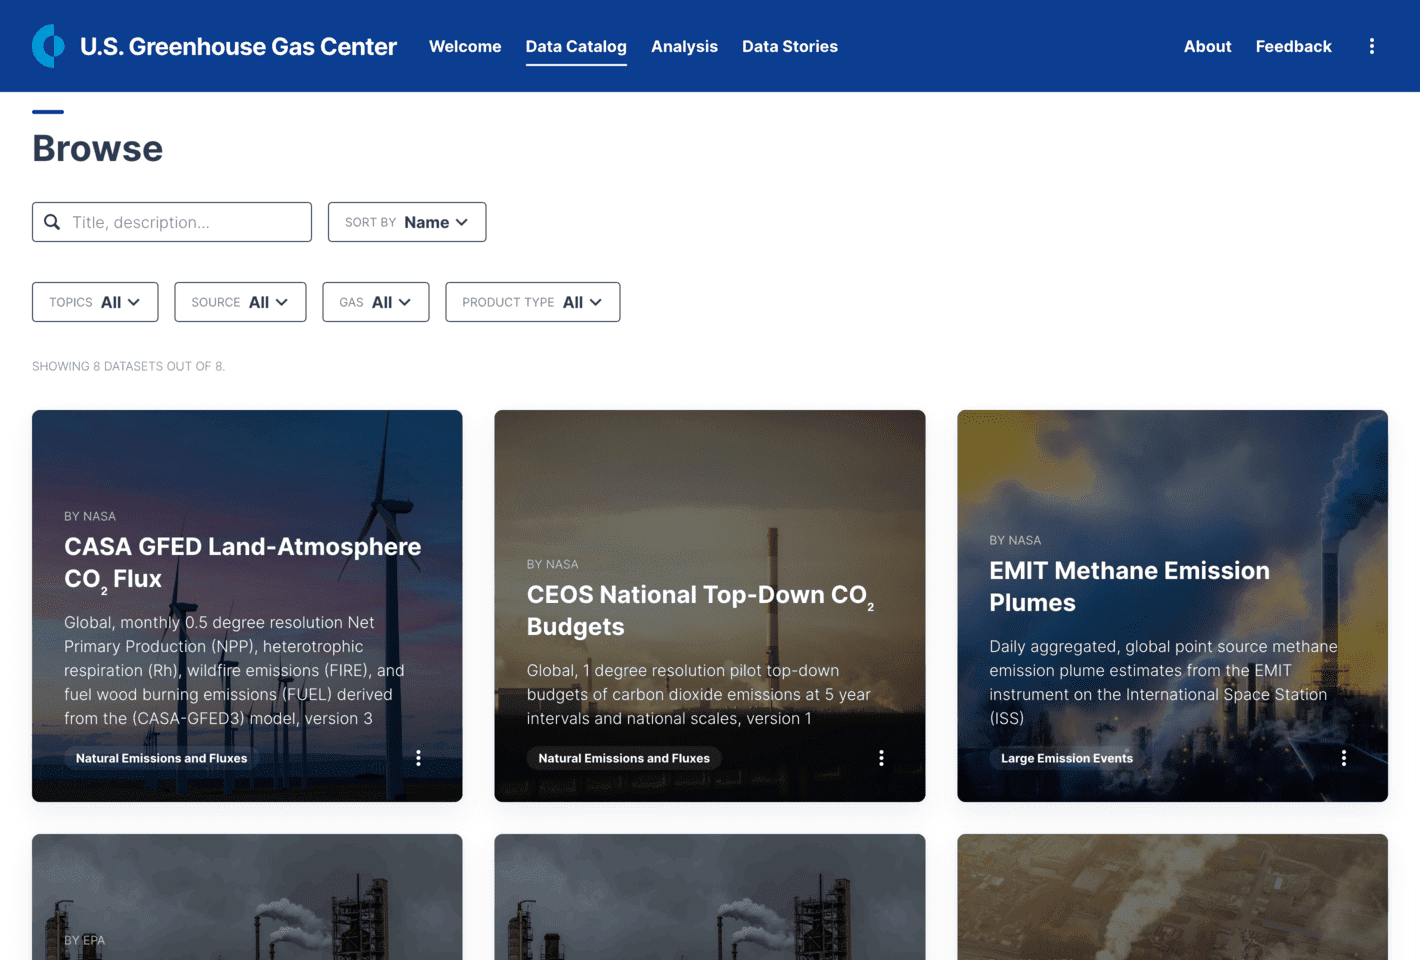 U.S. Greenhouse Gas Center
Welcome
Data Catalog
Analysis
Data Stories
About
Feedback
Browse
Title, description...
SORT BY Name
TOPICS All
SOURCE All
GAS All
PRODUCT TYPE All
SHOWING 8 DATASETS OUT OF 8.
BY NASA
CASA GFED Land-Atmosphere
CO₂ Flux
Global, monthly 0.5 degree resolution Net
Primary Production (NPP), heterotrophic
respiration (Rh), wildfire emissions (FIRE), and
fuel wood burning emissions (FUEL) derived
from the (CASA-GFED3) model, version 3
Natural Emissions and Fluxes
BY NASA
CEOS National Top-Down CO₂
Budgets
Global, 1 degree resolution pilot top-down
budgets of carbon dioxide emissions at 5 year
intervals and national scales, version 1
Natural Emissions and Fluxes
BY NASA
EMIT Methane Emission
Plumes
Daily aggregated, global point source methane
emission plume estimates from the EMIT
instrument on the International Space Station
(ISS)
Large Emission Events
BY EPA